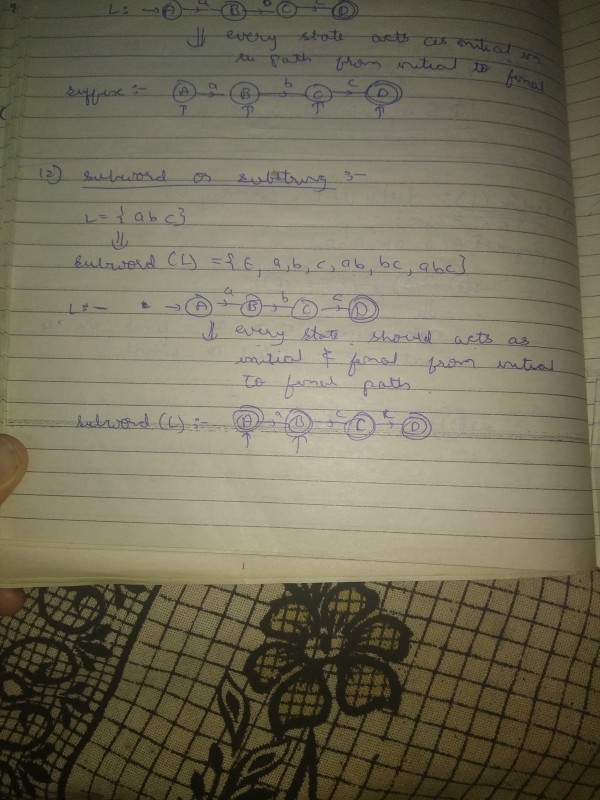 L:- → A a→ B b→ C c→ D
⇓ every state acts as initial in
path from initial to final
suffix :- A a→ B b→ C c→ D
↑ ↑ ↑ ↑
12) subword or substring :-
L = { abc}
⇓
subword (L) = { ϵ, a, b, c, ab, bc, abc}
L:- → A a→ B b→ C c→ D
⇓ every state should acts as
initial & final from initial
to final path.
subword (L) :- A a→ B → C → D
↑ ↑